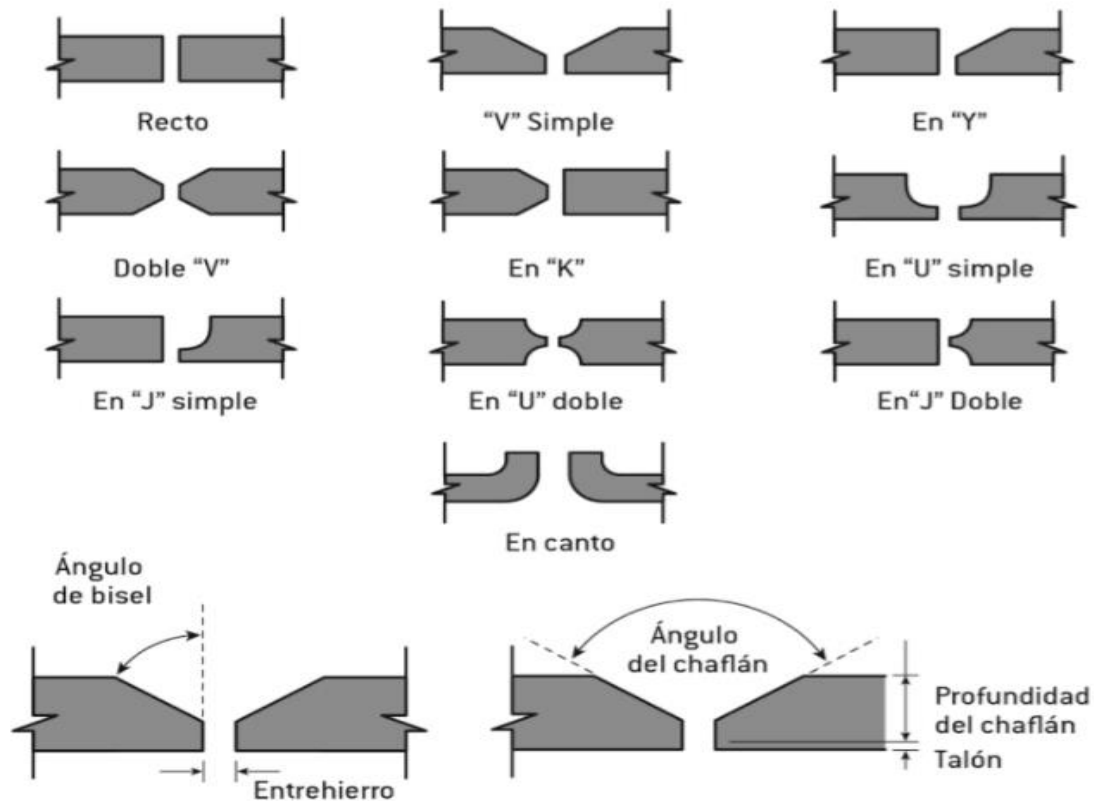 Recto
“V” Simple
En “Y”
Doble “V”
En “K”
En “U” simple
En “J” simple
En “U” doble
En“J” Doble
En canto
Ángulo
de bisel
Entrehierro
Ángulo
del chaflán
Profundidad
del chaflán
Talón